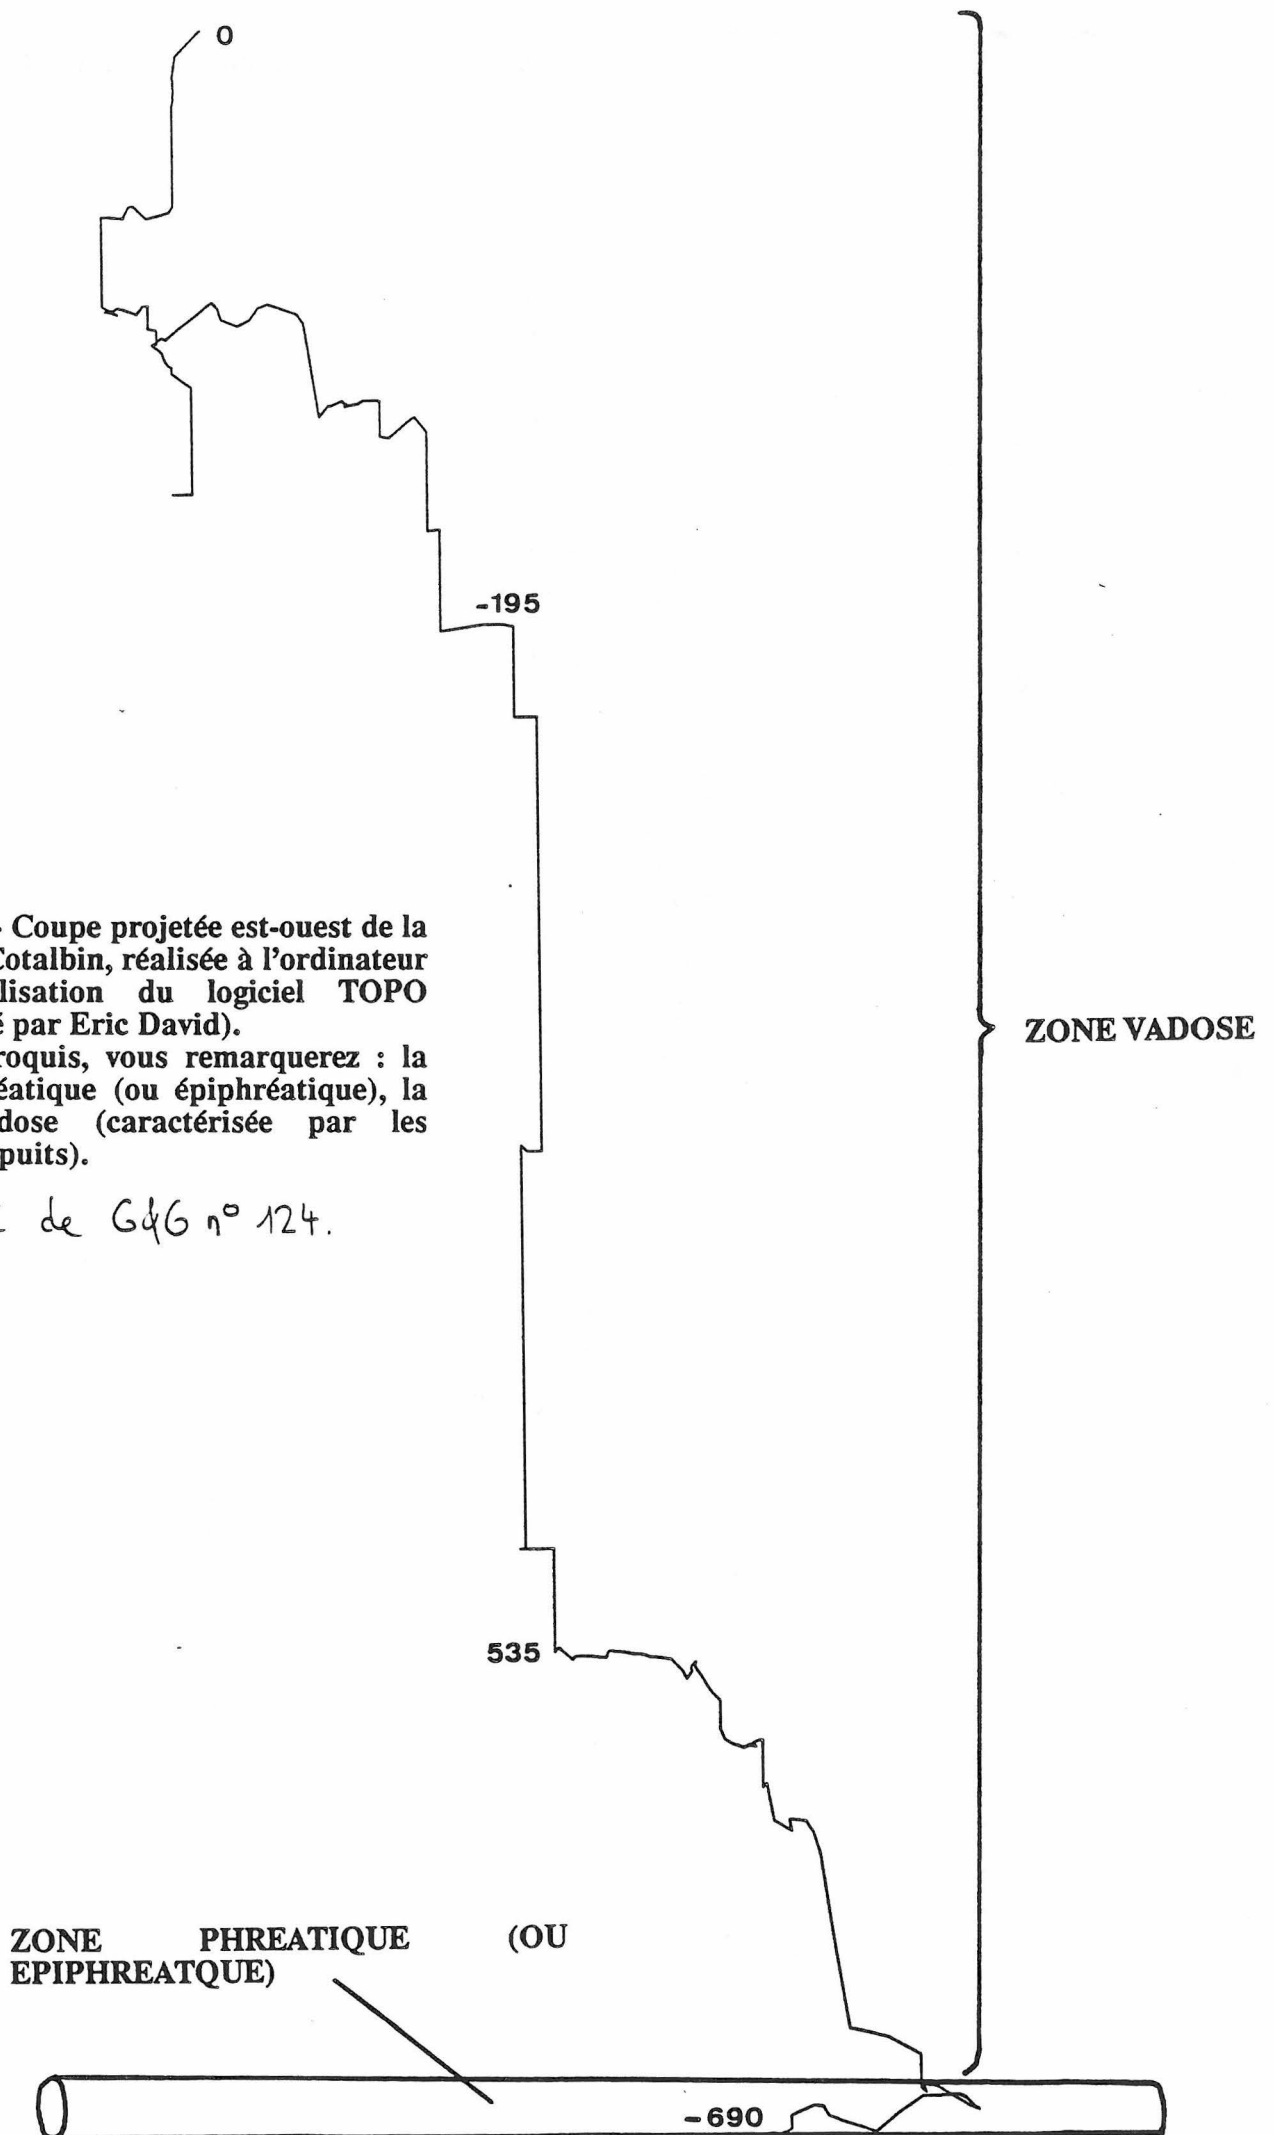 0
-195
- Coupe projetée est-ouest de la
Cotalbin, réalisée à l'ordinateur
lisation du logiciel TOPO
é par Eric David).
roquis, vous remarquerez : la
éatique (ou épiphréatique), la
dose (caractérisée par les
puits).
de G&G n° 124.
ZONE VADOSE
535
ZONE PHREATIQUE (OU
EPIPHREATQUE)
-690